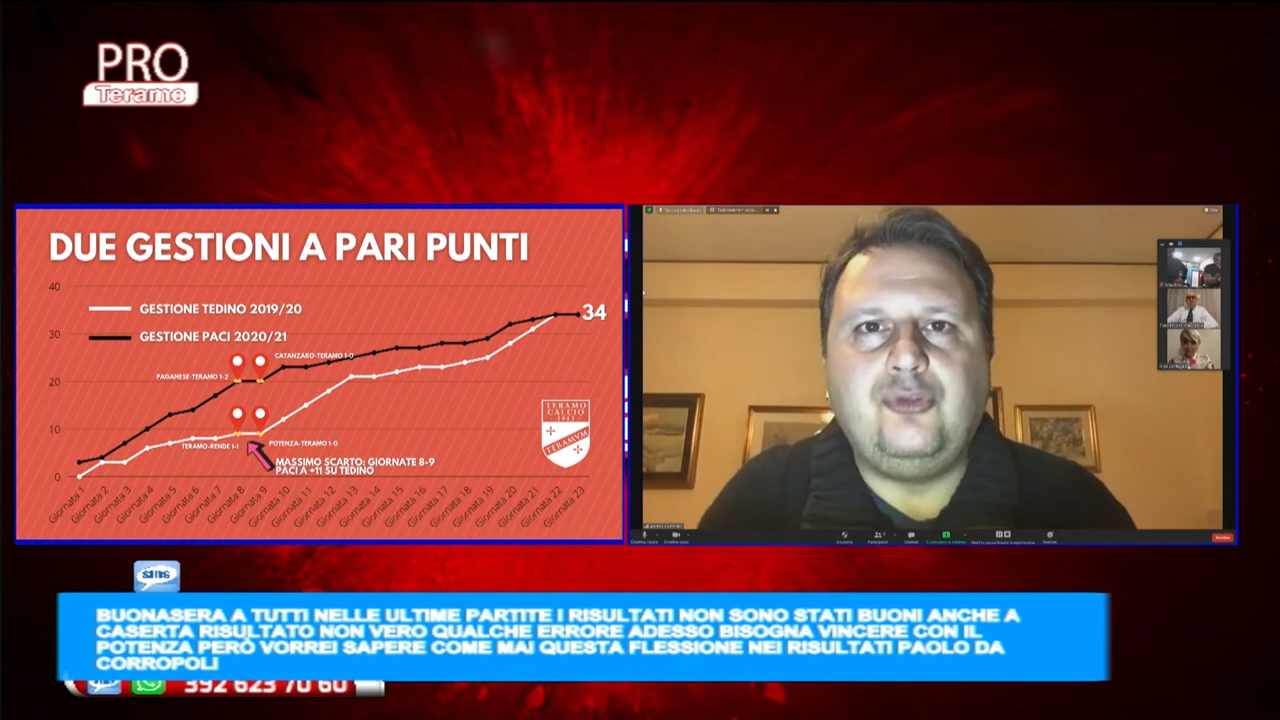 PRO
Teramo
DUE GESTIONI A PARI PUNTI
40
GESTIONE TEDINO 2019/20
34
30
GESTIONE PACI 2020/21
CATANZARO-TERAMO 1-0
PAGANESE-TERAMO 1-2
20
TERAMO CALCIO
1913
TERAMVM
10
TERAMO-RENDE 1-1
POTENZA-TERAMO 1-0
MASSIMO SCARTO: GIORNATE 8-9
PACI A +11 SU TEDINO
0
Giornata 1
Giornata 2
Giornata 3
Giornata 4
Giornata 5
Giornata 6
Giornata 7
Giornata 8
Giornata 9
Giornata 10
Giornata 11
Giornata 12
Giornata 13
Giornata 14
Giornata 15
Giornata 16
Giornata 17
Giornata 18
Giornata 19
Giornata 20
Giornata 21
Giornata 22
Giornata 23
sms
BUONASERA A TUTTI NELLE ULTIME PARTITE I RISULTATI NON SONO STATI BUONI ANCHE A
CASERTA RISULTATO NON VERO QUALCHE ERRORE ADESSO BISOGNA VINCERE CON IL
POTENZA PERO VORREI SAPERE COME MAI QUESTA FLESSIONE NEI RISULTATI PAOLO DA
CORROPOLI
392 623 70 60